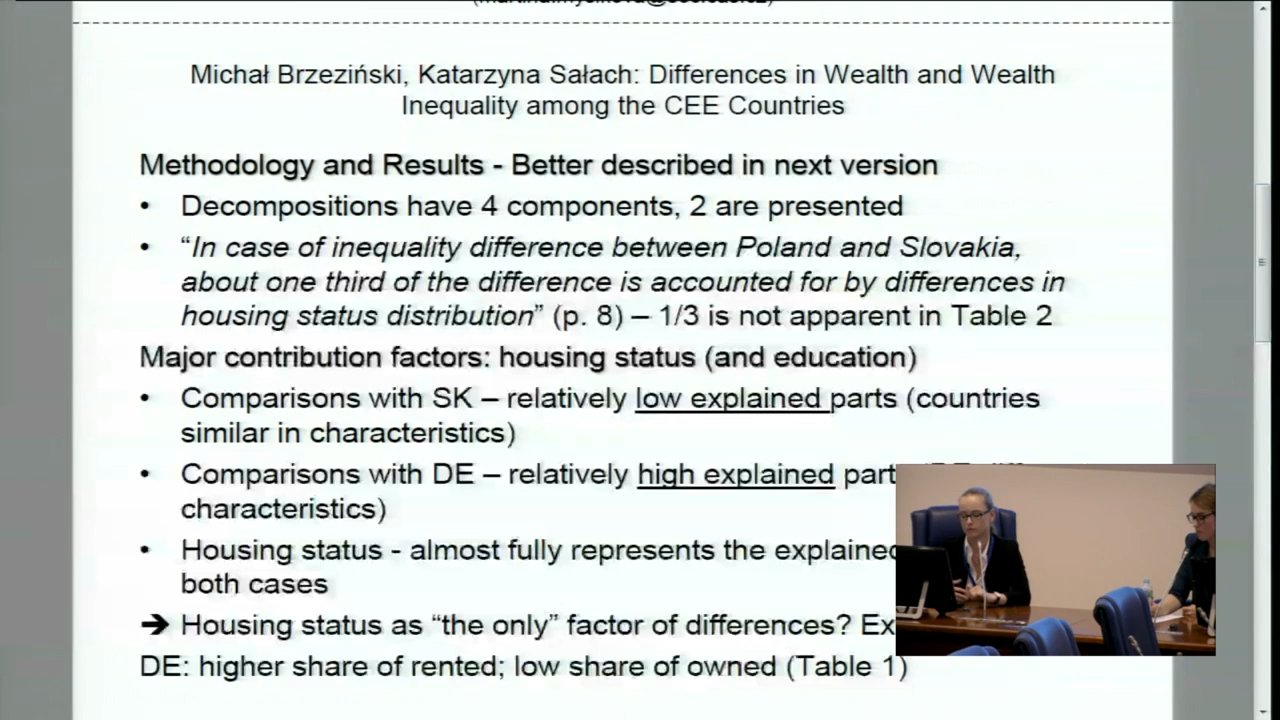 Michał Brzeziński, Katarzyna Sałach: Differences in Wealth and Wealth
Inequality among the CEE Countries
Methodology and Results - Better described in next version
• Decompositions have 4 components, 2 are presented
• “In case of inequality difference between Poland and Slovakia,
about one third of the difference is accounted for by differences in
housing status distribution” (p. 8) – 1/3 is not apparent in Table 2
Major contribution factors: housing status (and education)
• Comparisons with SK – relatively low explained parts (countries
similar in characteristics)
• Comparisons with DE – relatively high explained part
characteristics)
• Housing status - almost fully represents the explained
both cases
➔ Housing status as “the only” factor of differences? Ex
DE: higher share of rented; low share of owned (Table 1)